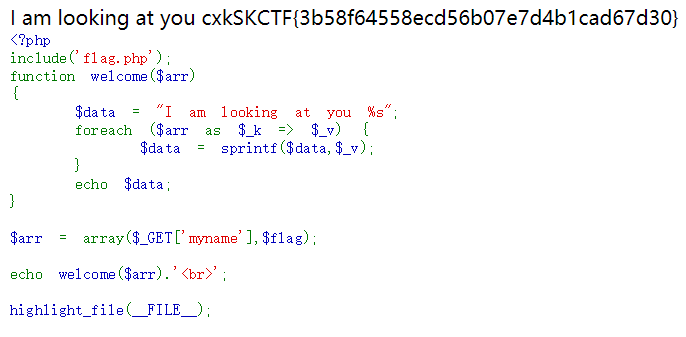 I am looking at you cxkSKCTF{3b58f64558ecd56b07e7d4b1cad67d30}
<?php
include('flag.php');
function welcome($arr)
{
        $data = "I am looking at you %s";
        foreach ($arr as $_k => $_v) {
                $data = sprintf($data,$_v);
        }
        echo $data;
}

$arr = array($_GET['myname'],$flag);

echo welcome($arr).'<br>';

highlight_file(__FILE__);